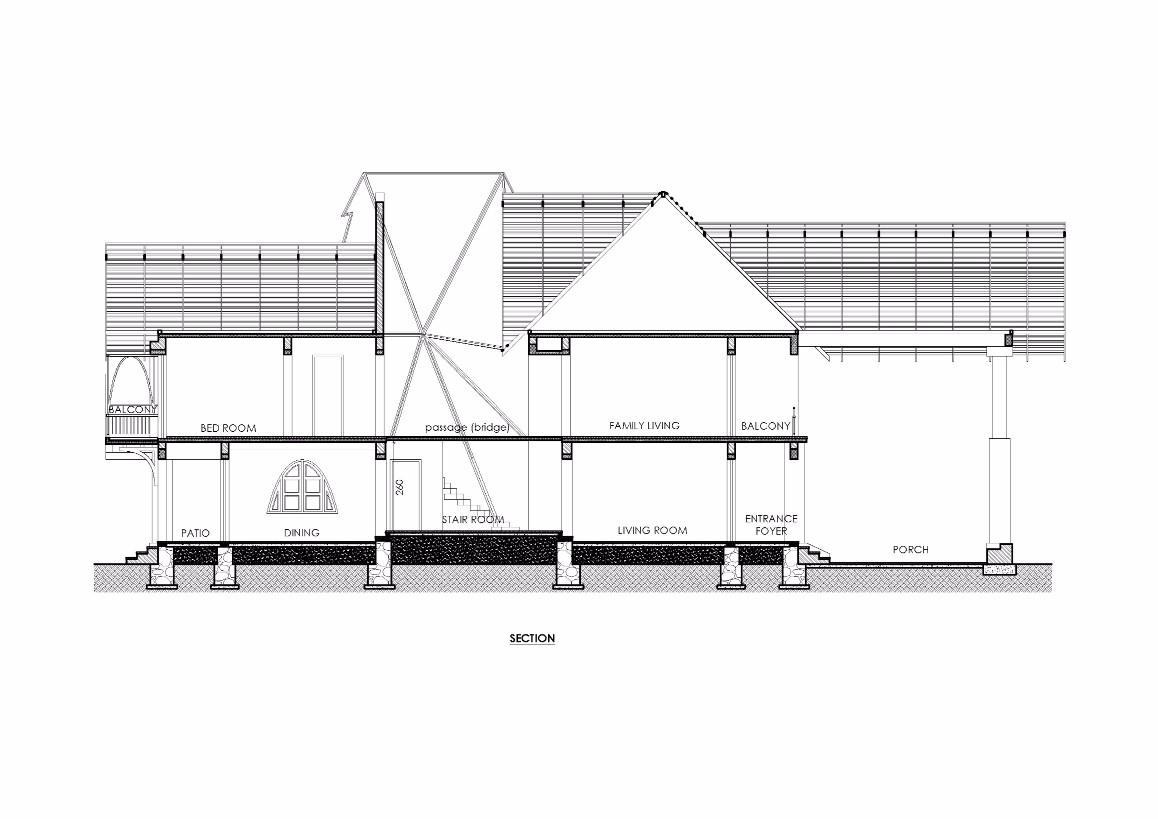 BALCONY
BED ROOM
passage (bridge)
FAMILY LIVING
BALCONY
260
STAIR ROOM
PATIO
DINING
LIVING ROOM
ENTRANCE
FOYER
PORCH
SECTION